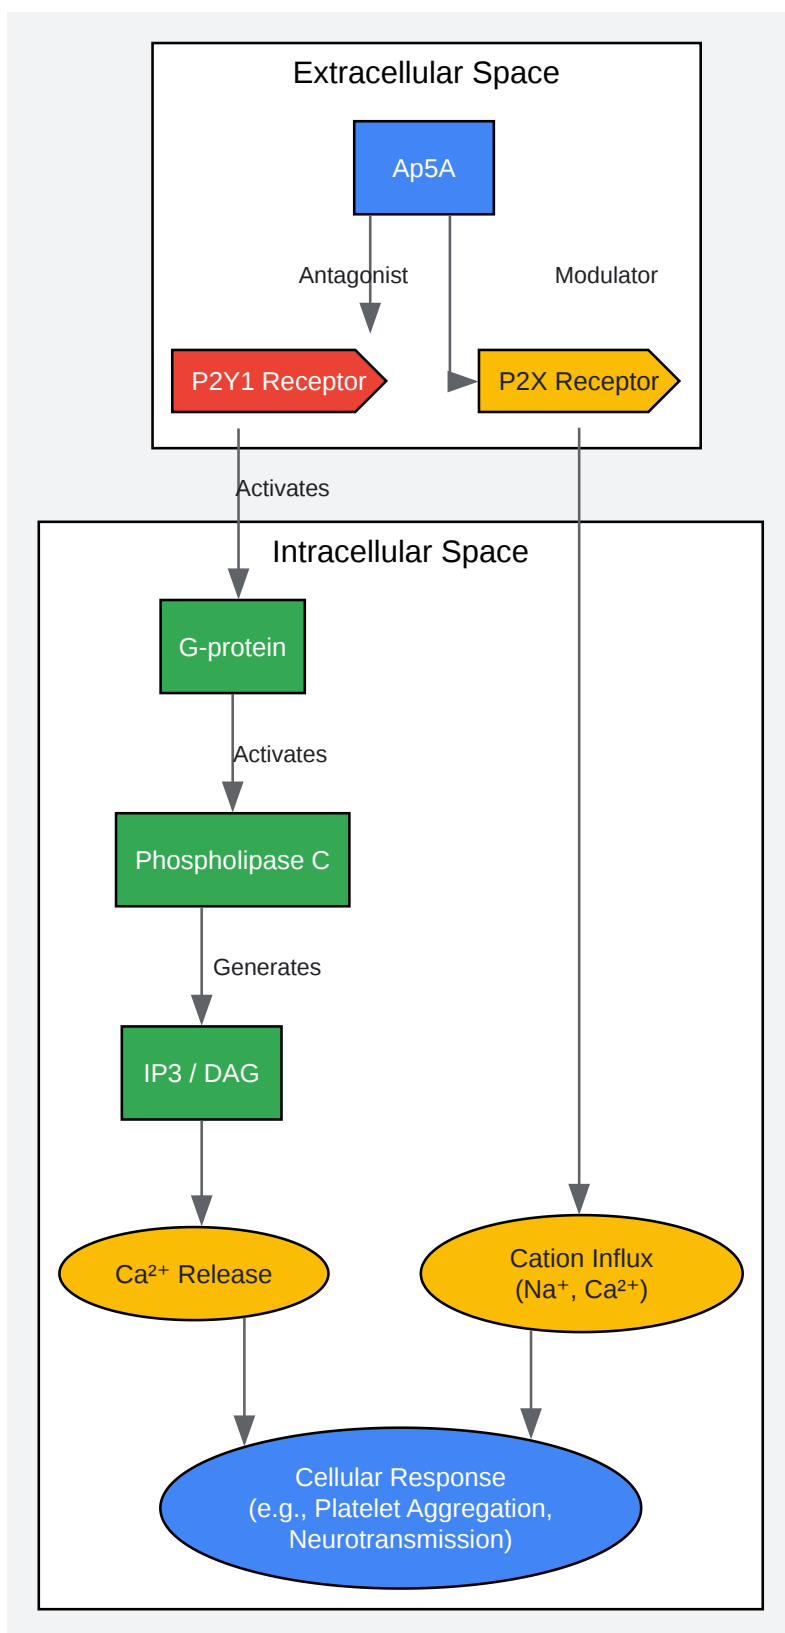 Extracellular Space
Ap5A
Antagonist
Modulator
P2Y1 Receptor
P2X Receptor
Activates
Intracellular Space
G-protein
Activates
Phospholipase C
Generates
IP3 / DAG
Ca²⁺ Release
Cation Influx
(Na⁺, Ca²⁺)
Cellular Response
(e.g., Platelet Aggregation,
Neurotransmission)